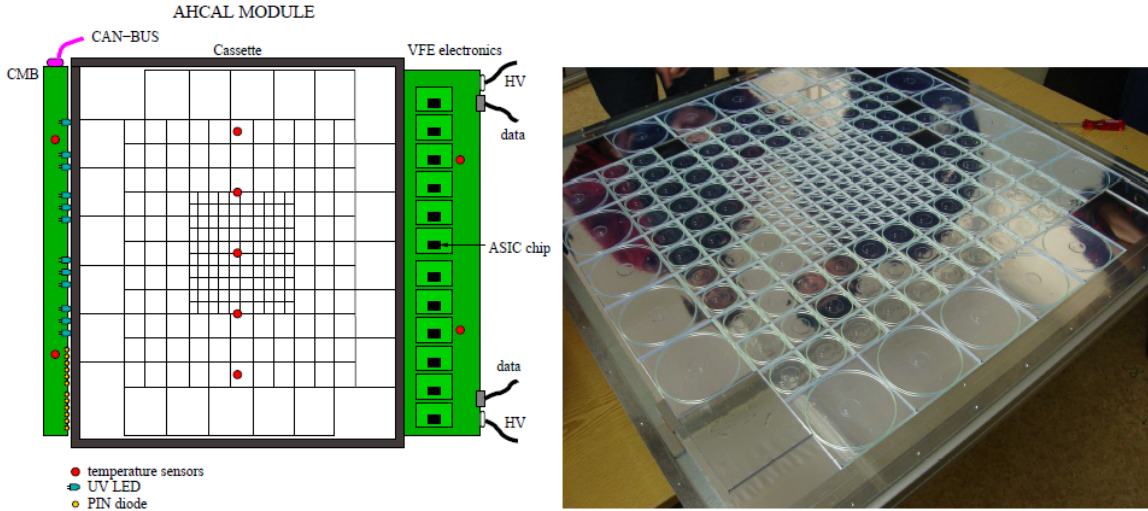 AHCAL MODULE
CAN−BUS
Cassette
VFE electronics
CMB
HV
data
ASIC chip
data
HV
temperature sensors
UV LED
PIN diode